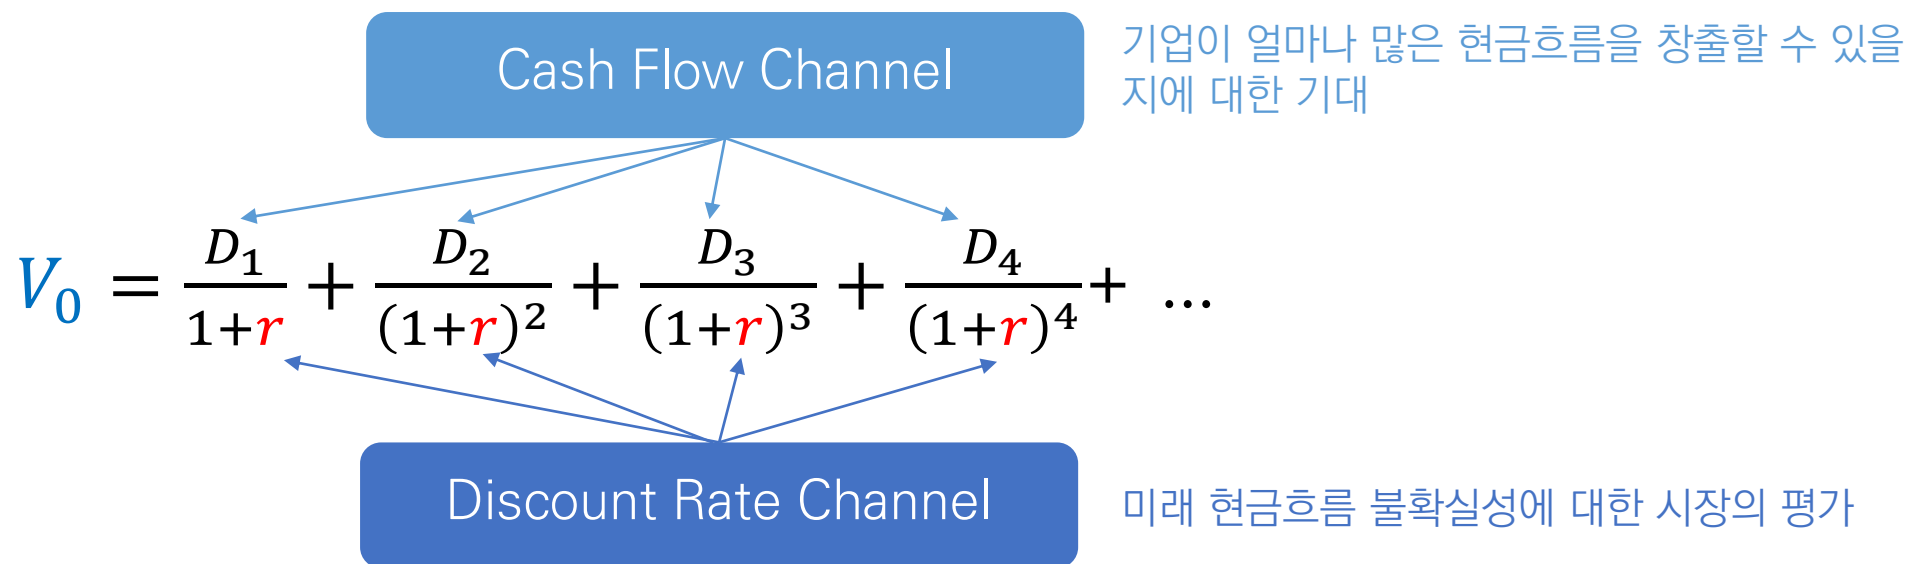 Cash Flow Channel
기업이 얼마나 많은 현금흐름을 창출할 수 있을
지에 대한 기대
V₀ = D₁/(1+r) + D₂/(1+r)² + D₃/(1+r)³ + D₄/(1+r)⁴ + ...
Discount Rate Channel
미래 현금흐름 불확실성에 대한 시장의 평가